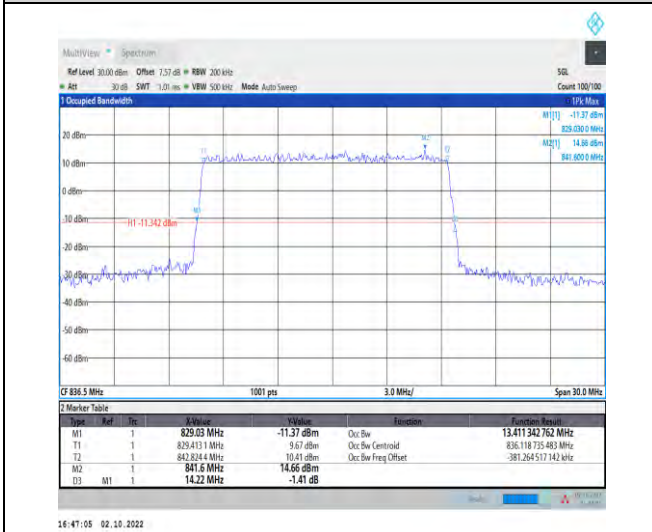 MultiView Spectrum
Ref Level 30.00 dBm Offset 7.57 dB RBW 200 kHz SGL
Att 30 dB SWT 1.01 ms VBW 500 kHz Mode Auto Sweep Count 100/100
1 Occupied Bandwidth 1Pk Max
M1[1] -11.37 dBm
829.0300 MHz
M2[1] 14.66 dBm
841.6000 MHz
20 dBm
M2
T1 T2
10 dBm
0 dBm
-10 dBm
H1 -11.342 dBm
-20 dBm
-30 dBm
-40 dBm
-50 dBm
-60 dBm
CF 836.5 MHz 1001 pts 3.0 MHz/ Span 30.0 MHz
2 Marker Table
Type Ref Trc X-Value Y-Value Function Function Result
M1 1 829.03 MHz -11.37 dBm Occ Bw 13.411 342 762 MHz
T1 1 829.413 1 MHz 9.67 dBm Occ Bw Centroid 836.118 735 483 MHz
T2 1 842.824 4 MHz 10.41 dBm Occ Bw Freq Offset -381.264 517 142 kHz
M2 1 841.6 MHz 14.66 dBm
D3 M1 1 14.22 MHz -1.41 dB
16:47:05 02.10.2022